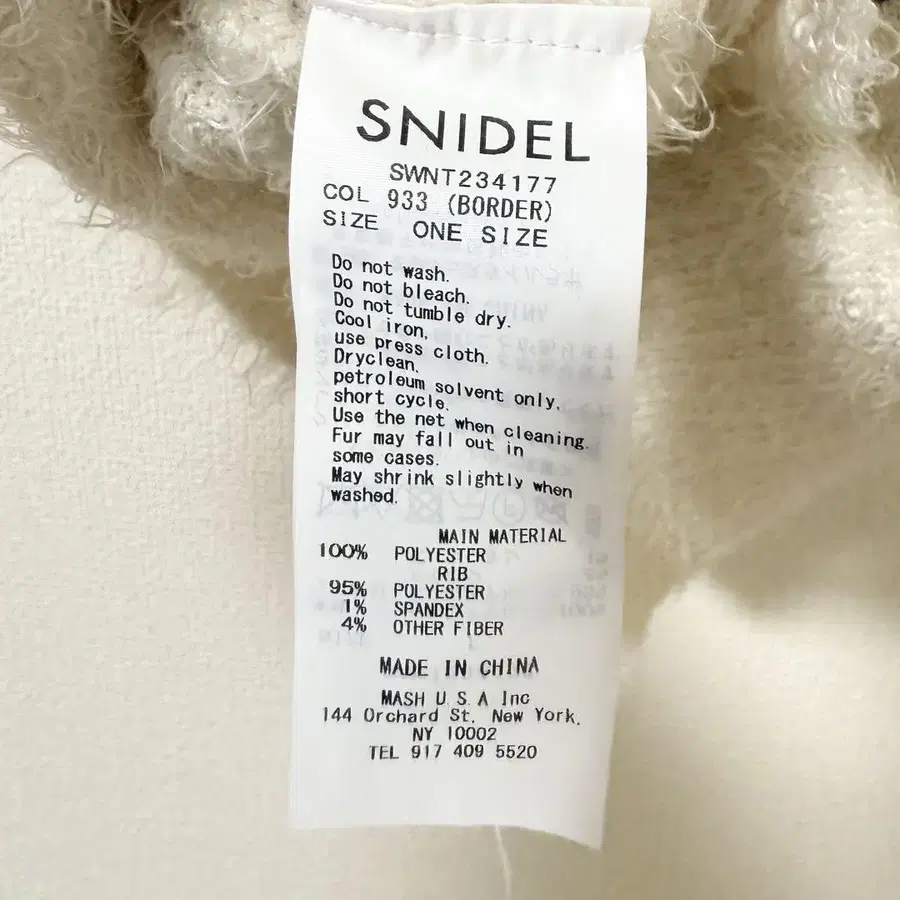 SNIDEL
SWNT234177
COL 933 (BORDER)
SIZE ONE SIZE
Do not wash.
Do not bleach.
Do not tumble dry.
Cool iron,
use press cloth.
Dryclean,
petroleum solvent only,
short cycle.
Use the net when cleaning.
Fur may fall out in
some cases.
May shrink slightly when
washed.
MAIN MATERIAL
100% POLYESTER
RIB
95% POLYESTER
1% SPANDEX
4% OTHER FIBER
MADE IN CHINA
MASH U.S.A Inc
144 Orchard St. New York,
NY 10002
TEL 917 409 5520